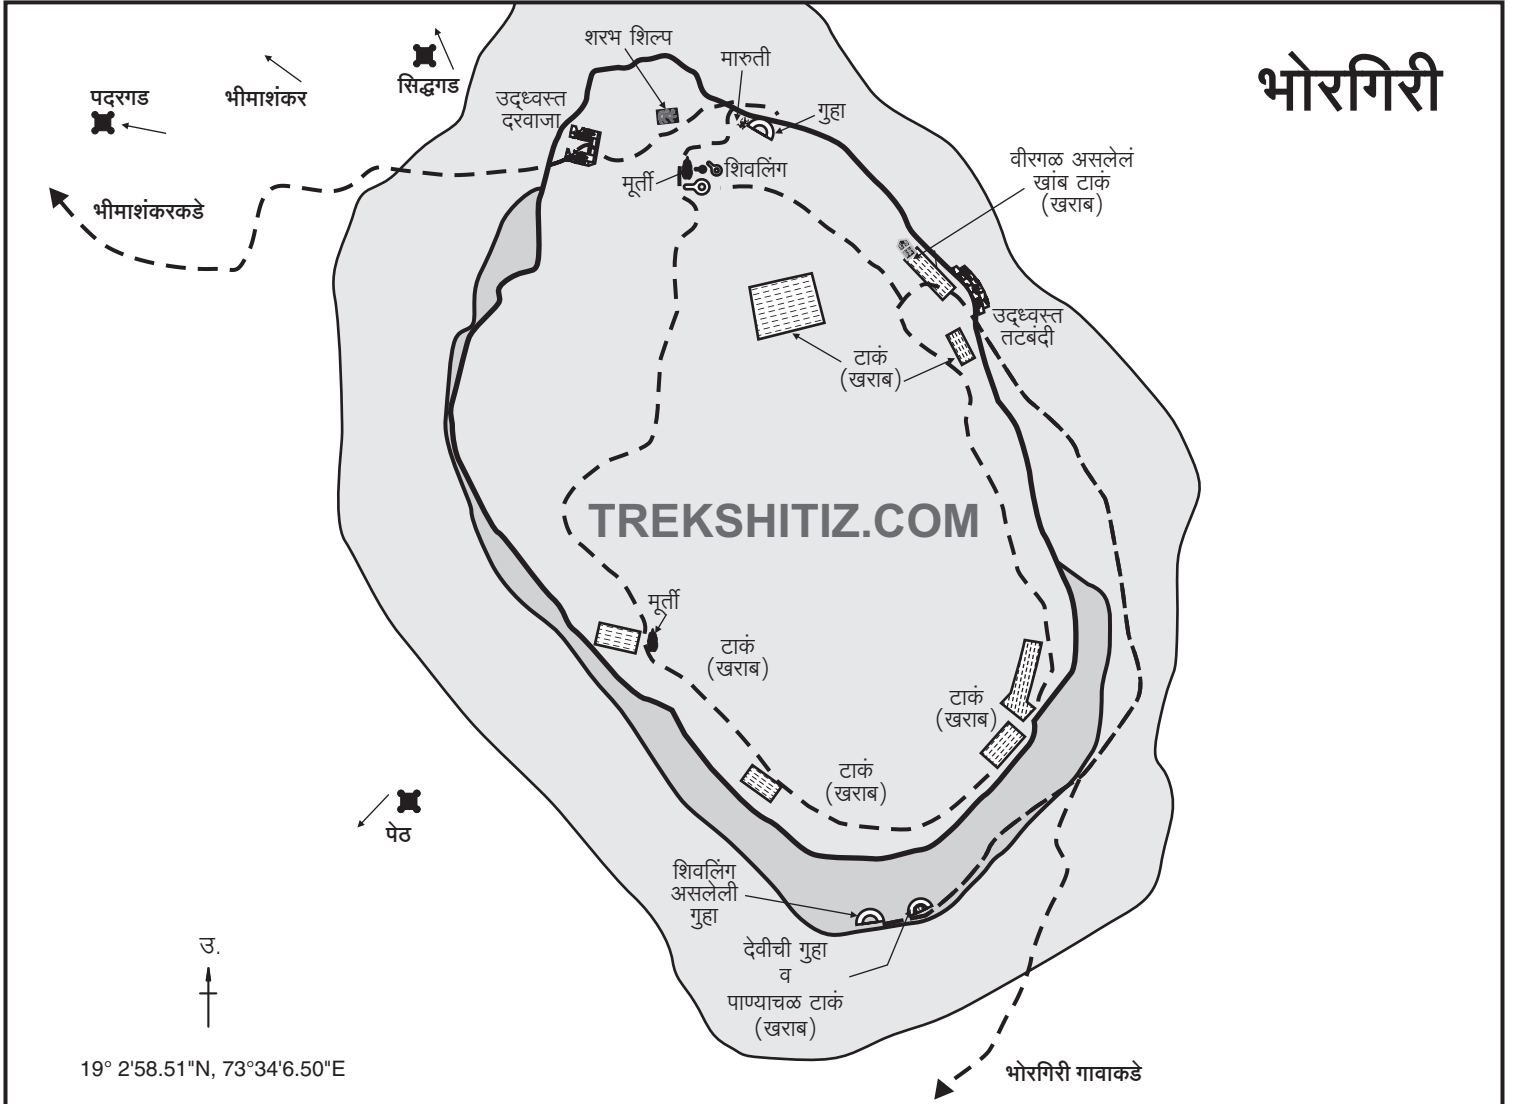 भोरगिरी
शरभ शिल्प
मारुती
सिद्धगड
भीमाशंकर
पदरगड
उद्ध्वस्त
दरवाजा
गुहा
वीरगळ असलेलं
खांब टाकं
(खराब)
मूर्ती
शिवलिंग
भीमाशंकरकडे
उद्ध्वस्त
तटबंदी
टाकं
(खराब)
TREKSHITIZ.COM
मूर्ती
टाकं
(खराब)
टाकं
(खराब)
टाकं
(खराब)
पेठ
शिवलिंग
असलेली
गुहा
देवीची गुहा
व
पाण्याचळ टाकं
(खराब)
उ.
19° 2'58.51"N, 73°34'6.50"E
भोरगिरी गावाकडे